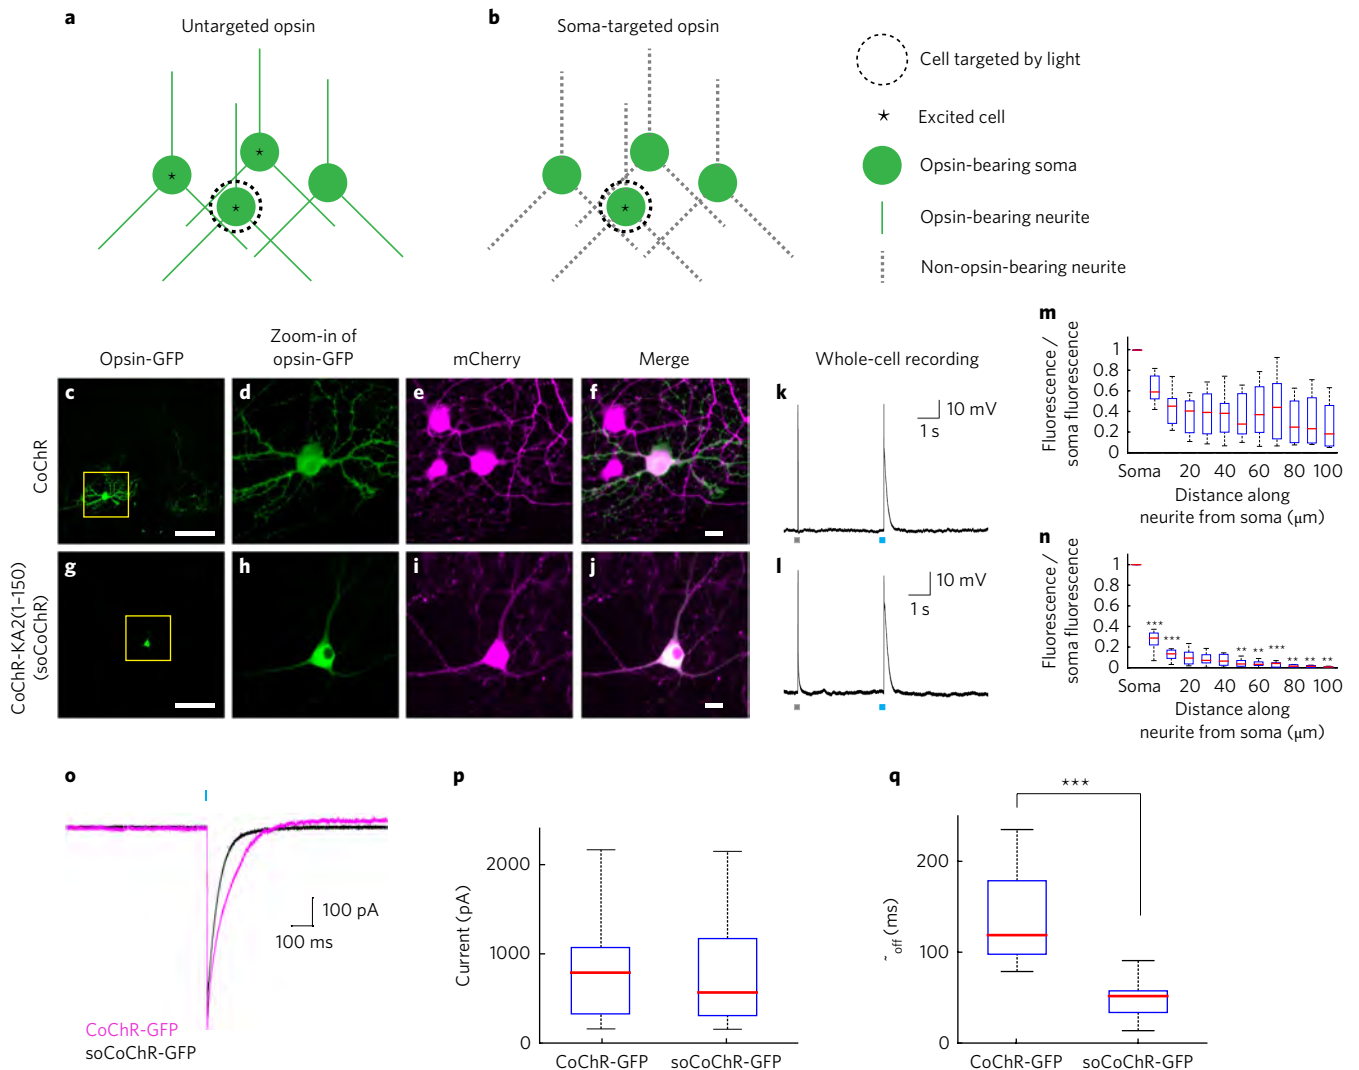 a
Untargeted opsin
b
Soma-targeted opsin
Cell targeted by light
* Excited cell
Opsin-bearing soma
Opsin-bearing neurite
Non-opsin-bearing neurite
Opsin-GFP
Zoom-in of
opsin-GFP
mCherry
Merge
Whole-cell recording
CoChR
c
d
e
f
k
10 mV
1 s
CoChR-KA2(1–150)
(soCoChR)
g
h
i
j
l
10 mV
1 s
m
Fluorescence /
soma fluorescence
1
0.8
0.6
0.4
0.2
0
Soma 20 40 60 80 100
Distance along
neurite from soma (μm)
n
Fluorescence /
soma fluorescence
1
0.8
0.6
0.4
0.2
0
*** *** ** ** *** ** ** **
Soma 20 40 60 80 100
Distance along
neurite from soma (μm)
o
100 pA
100 ms
CoChR-GFP
soCoChR-GFP
p
Current (pA)
2000
1000
0
CoChR-GFP soCoChR-GFP
q
***
˜off (ms)
200
100
0
CoChR-GFP soCoChR-GFP